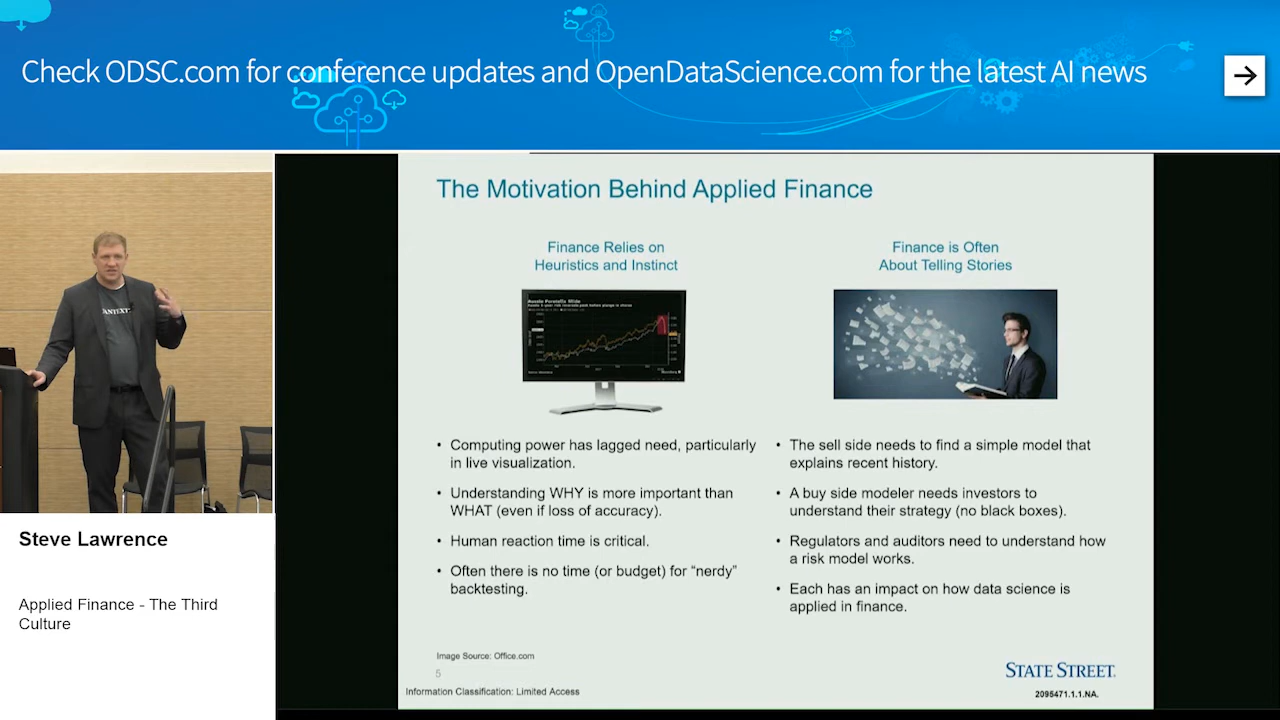 Check ODSC.com for conference updates and OpenDataScience.com for the latest AI news
The Motivation Behind Applied Finance
Finance Relies on
Heuristics and Instinct
• Computing power has lagged need, particularly
in live visualization.
• Understanding WHY is more important than
WHAT (even if loss of accuracy).
• Human reaction time is critical.
• Often there is no time (or budget) for “nerdy”
backtesting.
Finance is Often
About Telling Stories
• The sell side needs to find a simple model that
explains recent history.
• A buy side modeler needs investors to
understand their strategy (no black boxes).
• Regulators and auditors need to understand how
a risk model works.
• Each has an impact on how data science is
applied in finance.
Image Source: Office.com
5
Information Classification: Limited Access
STATE STREET.
2095471.1.1.NA.
Steve Lawrence
Applied Finance - The Third
Culture